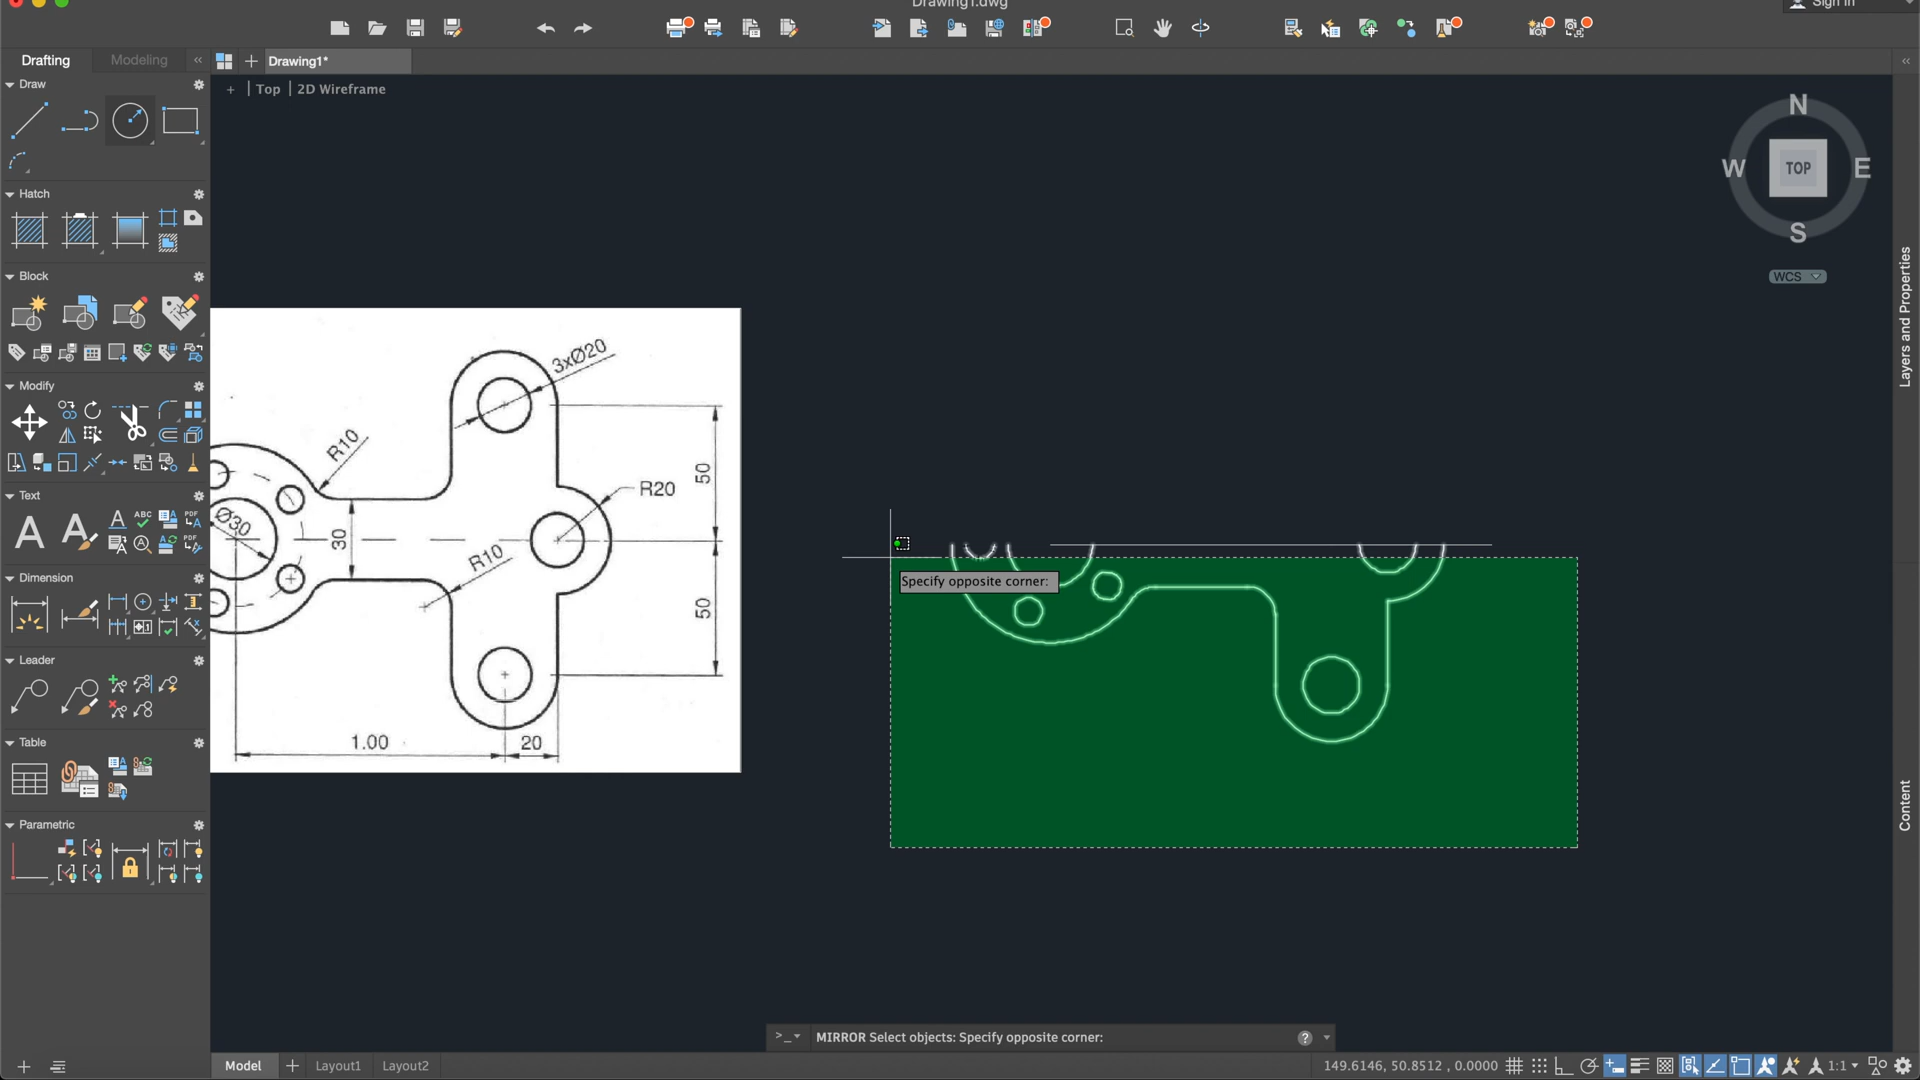 Drawing1.dwg
Sign In
Drafting
Modeling
Drawing1*
Draw
+ | Top | 2D Wireframe
N
W TOP E
S
WCS
Hatch
Block
Modify
Text
A
Dimension
Leader
Table
Parametric
3xØ20
R10
Ø30
30
R10
R20
50
50
1.00
20
Specify opposite corner:
Layers and Properties
Content
>_ MIRROR Select objects: Specify opposite corner: ?
Model
Layout1
Layout2
149.6146, 50.8512 , 0.0000
1:1